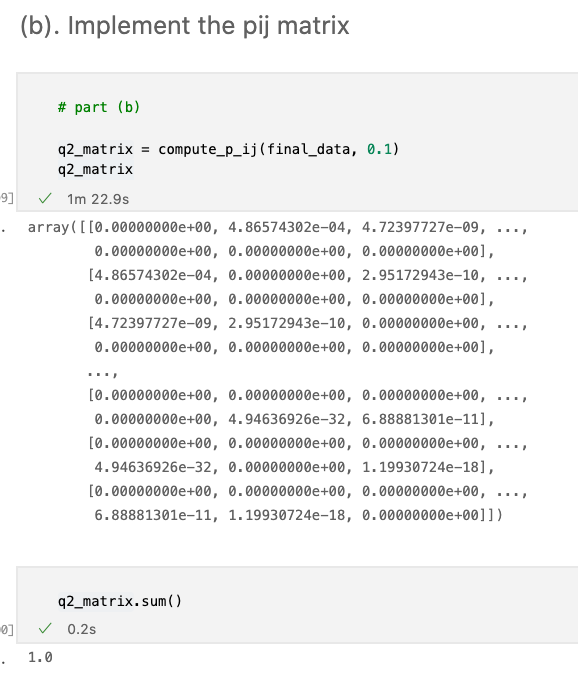 (b). Implement the pij matrix
# part (b)
q2_matrix = compute_p_ij(final_data, 0.1)
q2_matrix
9]
✓ 1m 22.9s
. array([[0.00000000e+00, 4.86574302e-04, 4.72397727e-09, ...,
0.00000000e+00, 0.00000000e+00, 0.00000000e+00],
[4.86574302e-04, 0.00000000e+00, 2.95172943e-10, ...,
0.00000000e+00, 0.00000000e+00, 0.00000000e+00],
[4.72397727e-09, 2.95172943e-10, 0.00000000e+00, ...,
0.00000000e+00, 0.00000000e+00, 0.00000000e+00],
...,
[0.00000000e+00, 0.00000000e+00, 0.00000000e+00, ...,
0.00000000e+00, 4.94636926e-32, 6.88881301e-11],
[0.00000000e+00, 0.00000000e+00, 0.00000000e+00, ...,
4.94636926e-32, 0.00000000e+00, 1.19930724e-18],
[0.00000000e+00, 0.00000000e+00, 0.00000000e+00, ...,
6.88881301e-11, 1.19930724e-18, 0.00000000e+00]])
q2_matrix.sum()
0]
✓ 0.2s
. 1.0